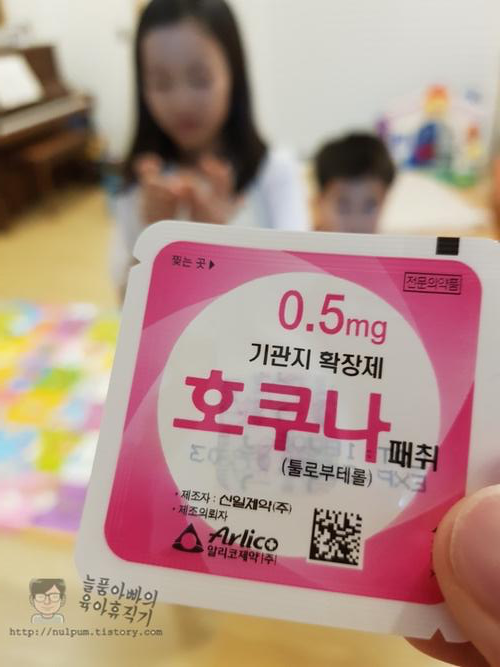 찢는 곳
전문의약품
0.5mg
기관지 확장제
호쿠나 패취
(툴로부테롤)
• 제조자 : 신일제약(주)
• 제조의뢰자
Arlico
알리코제약(주)
늘품아빠의
육아휴직기
http://nulpum.tistory.com